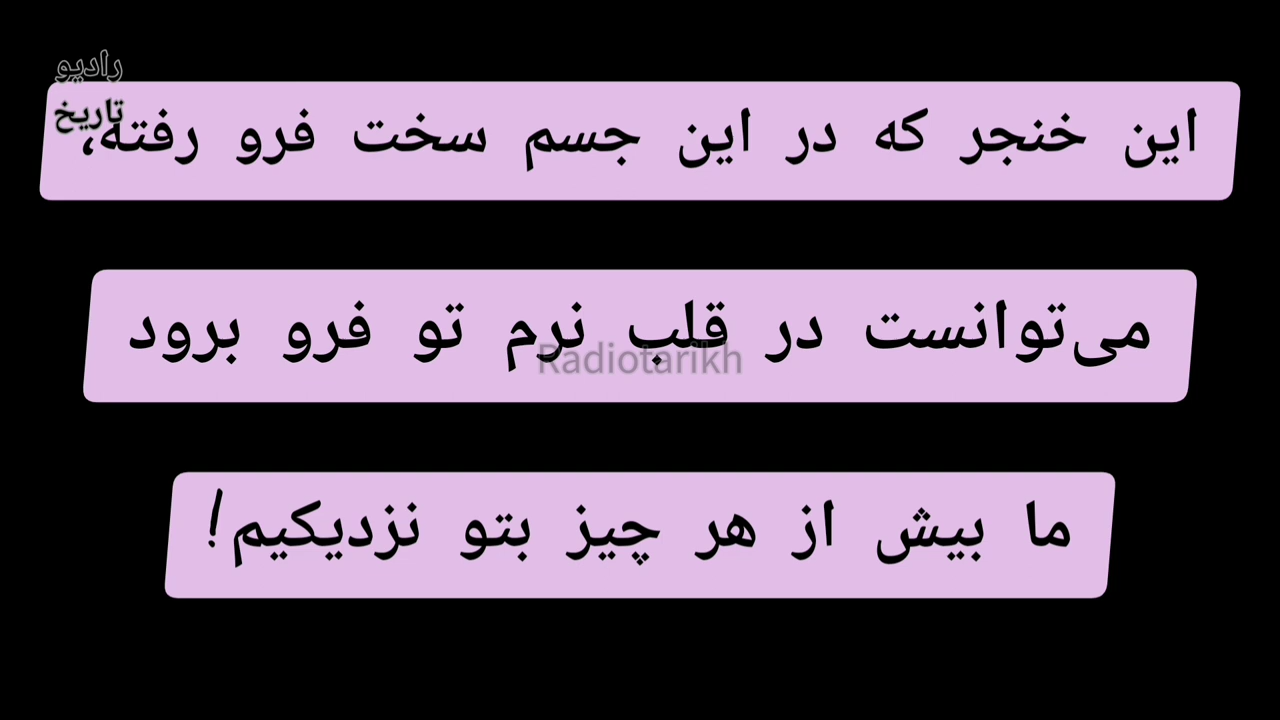 رادیو
تاریخ
این خنجر که در این جسم سخت فرو رفته،
می‌توانست در قلب نرم تو فرو برود
Radiotarikh
ما بیش از هر چیز بتو نزدیکیم!